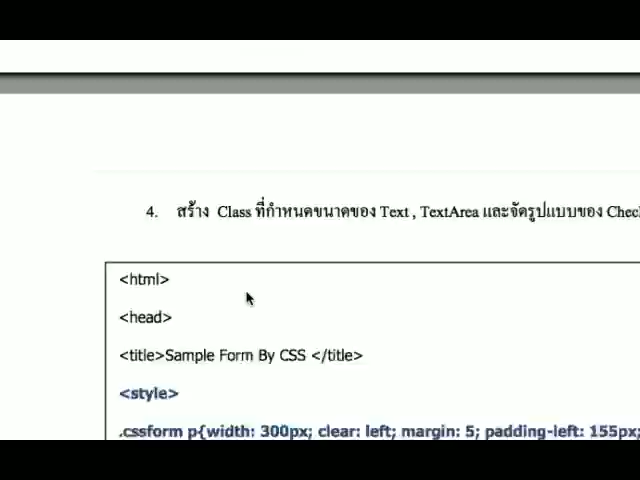 4. สร้าง Class ที่กำหนดขนาดของ Text , TextArea และจัดรูปแบบของ
<html>
<head>
<title>Sample Form By CSS </title>
<style>
.cssform p{width: 300px; clear: left; margin: 5; padding-left: 155px;